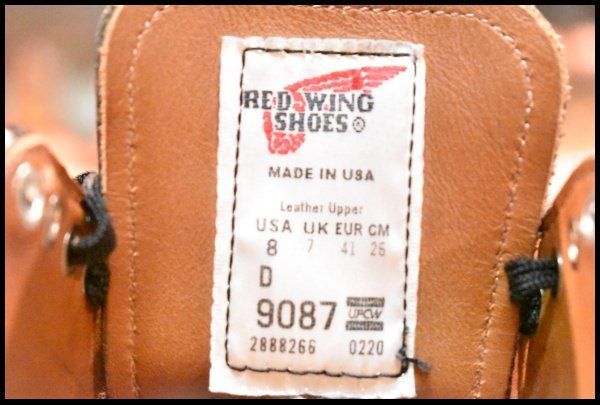 RED WING
SHOES®
MADE IN USA
Leather Upper
USA UK EUR CM
8 7 41 26
D
9087 UFCW
2888266 0220